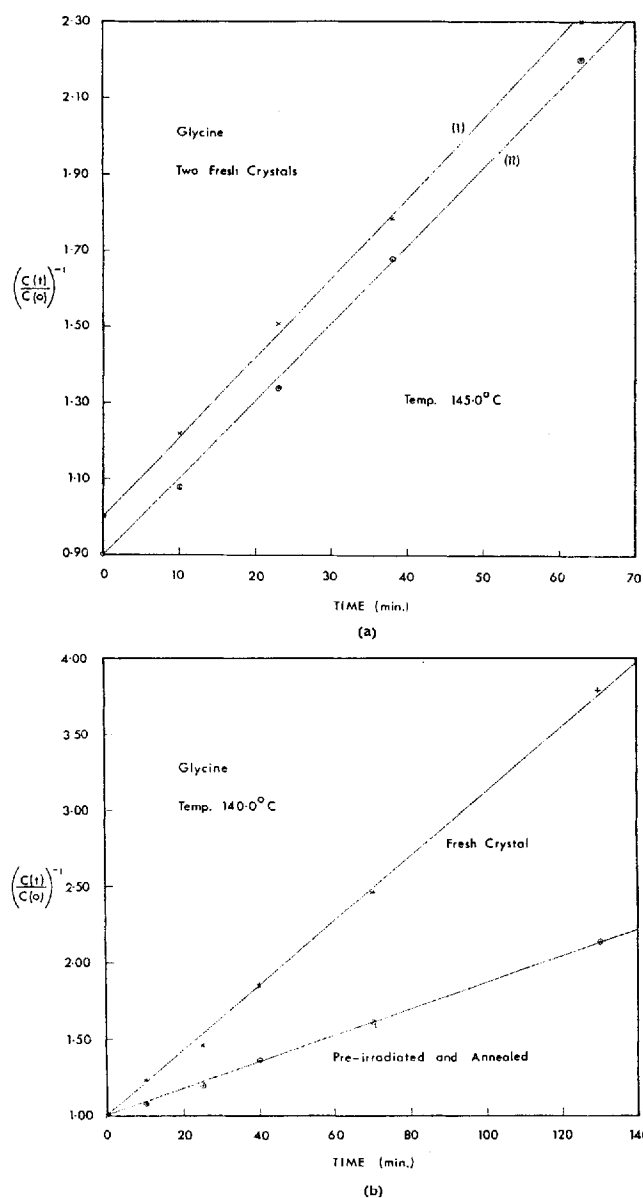 2·30
2·10
1·90
1·70
1·50
1·30
1·10
0·90
Glycine
Two Fresh Crystals
(I)
(II)
(C(t)/C(o))⁻¹
Temp. 145·0°C
0 10 20 30 40 50 60 70
TIME (min.)
(a)
4·00
3 50
3·00
2·50
2·00
1·50
1·00
Glycine
Temp. 140·0°C
Fresh Crystal
(C(t)/C(o))⁻¹
Pre-irradiated and Annealed
0 20 40 60 80 100 120 140
TIME (min.)
(b)